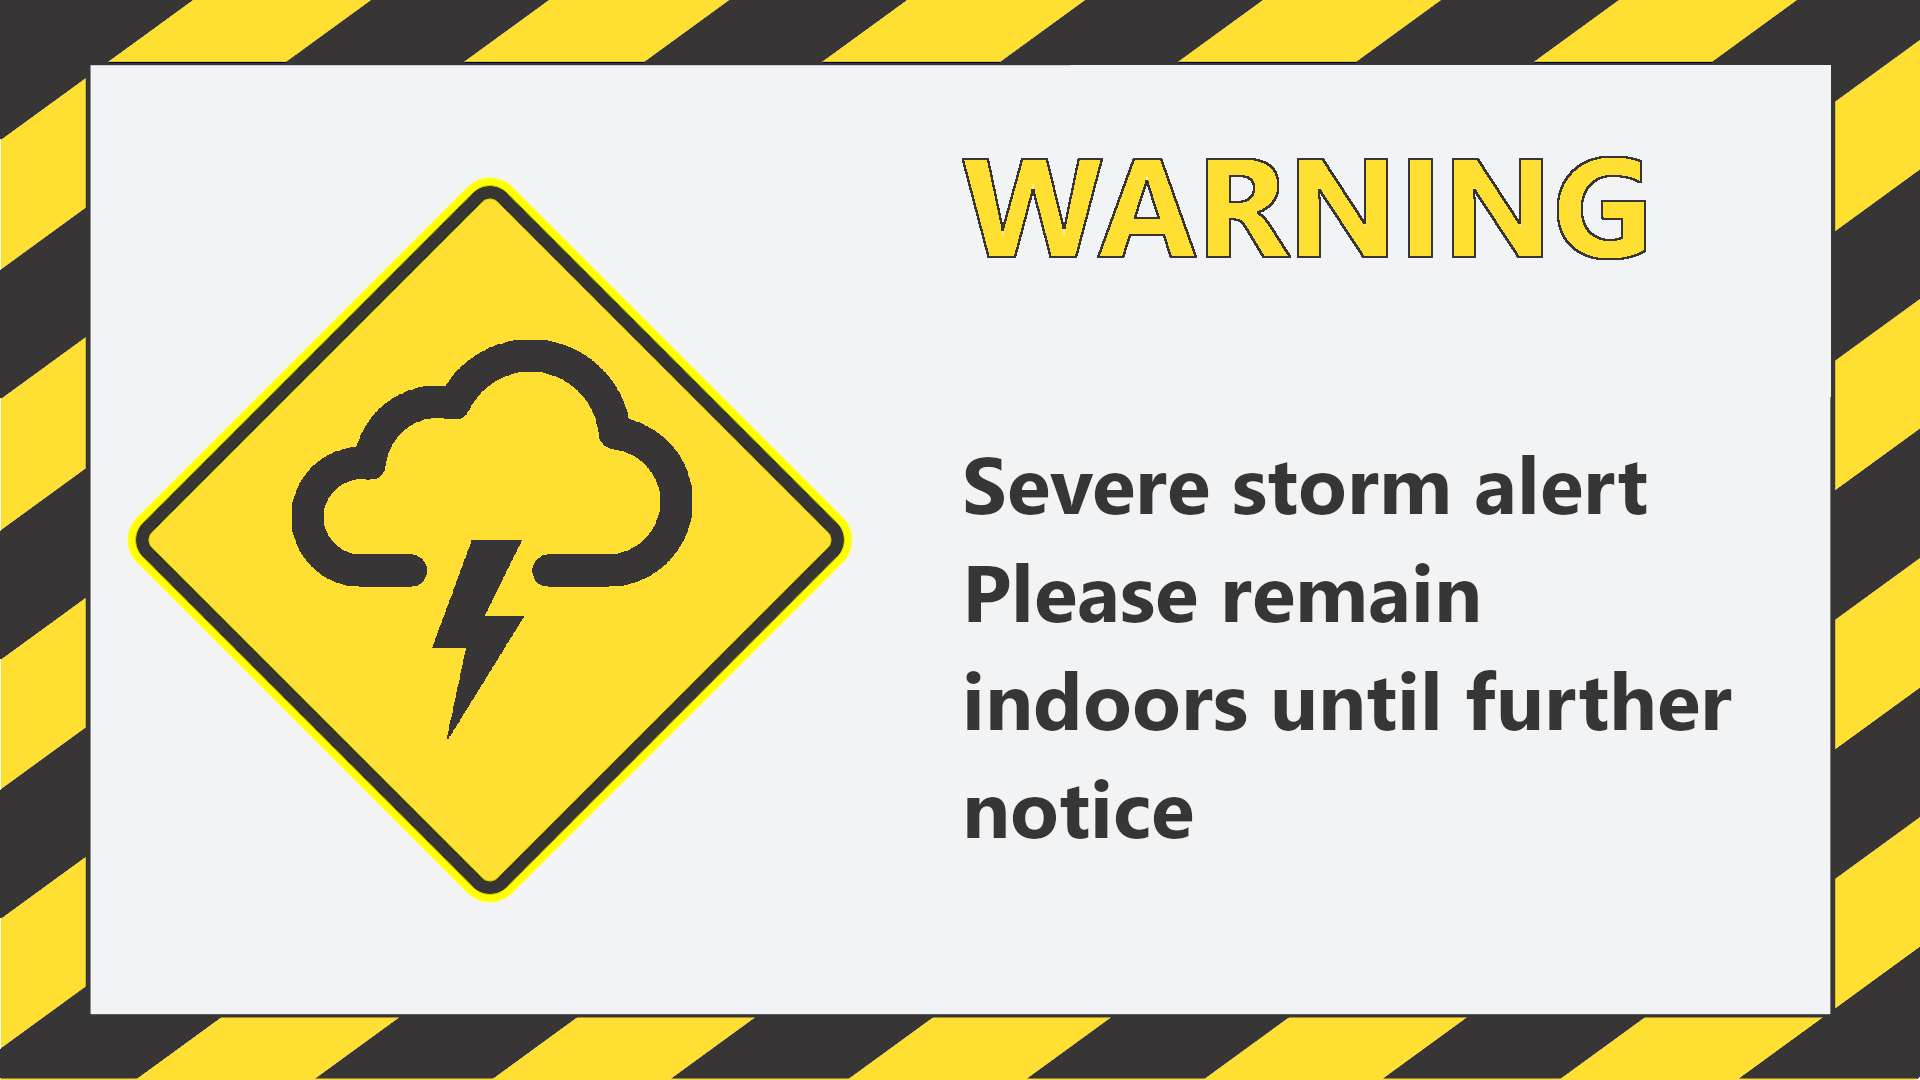 WARNING
Severe storm alert
Please remain
indoors until further
notice